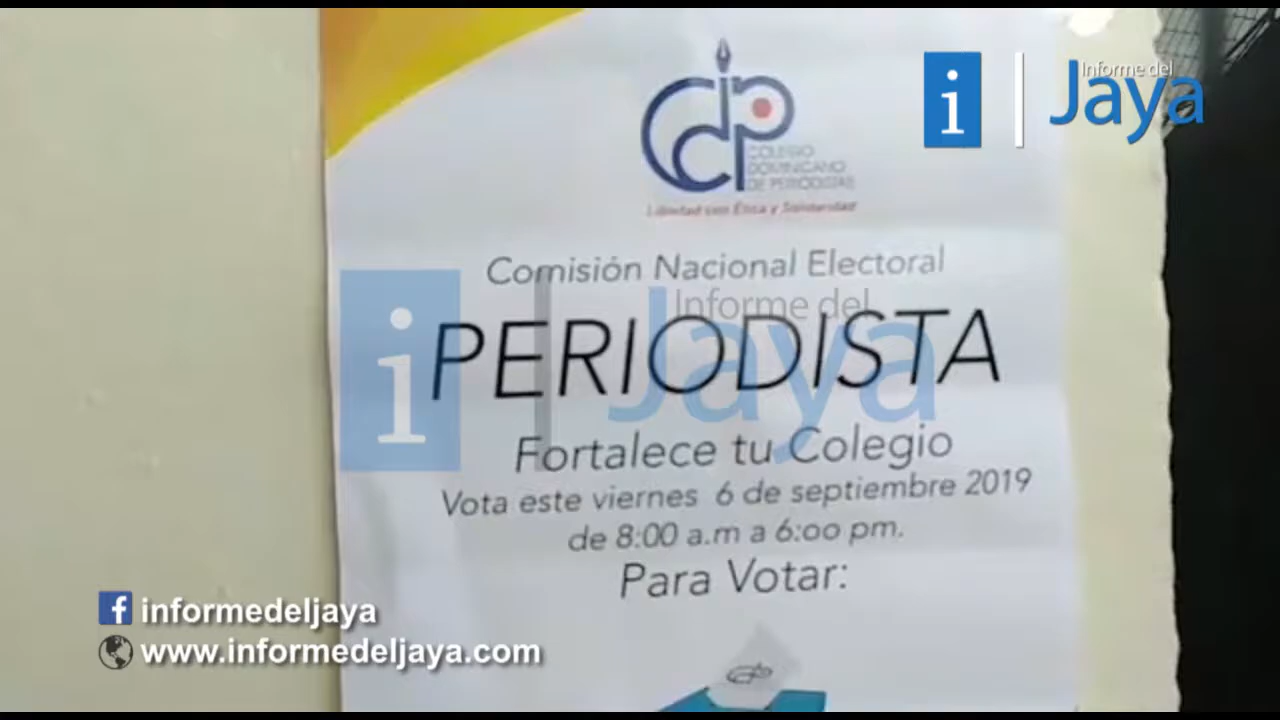 cdp
COLEGIO
DOMINICANO
DE PERIODISTAS
Libertad con Ética y Solidaridad
i
Informe del
Jaya
Comisión Nacional Electoral
i
Informe del
Jaya
PERIODISTA
Fortalece tu Colegio
Vota este viernes 6 de septiembre 2019
de 8:00 a.m a 6:oo pm.
Para Votar:
cdp
f informedeljaya
www.informedeljaya.com